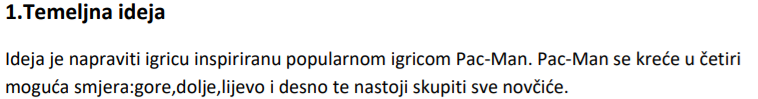 1.Temeljna ideja
Ideja je napraviti igricu inspiriranu popularnom igricom Pac-Man. Pac-Man se kreće u četiri
moguća smjera:gore,dolje,lijevo i desno te nastoji skupiti sve novčiće.